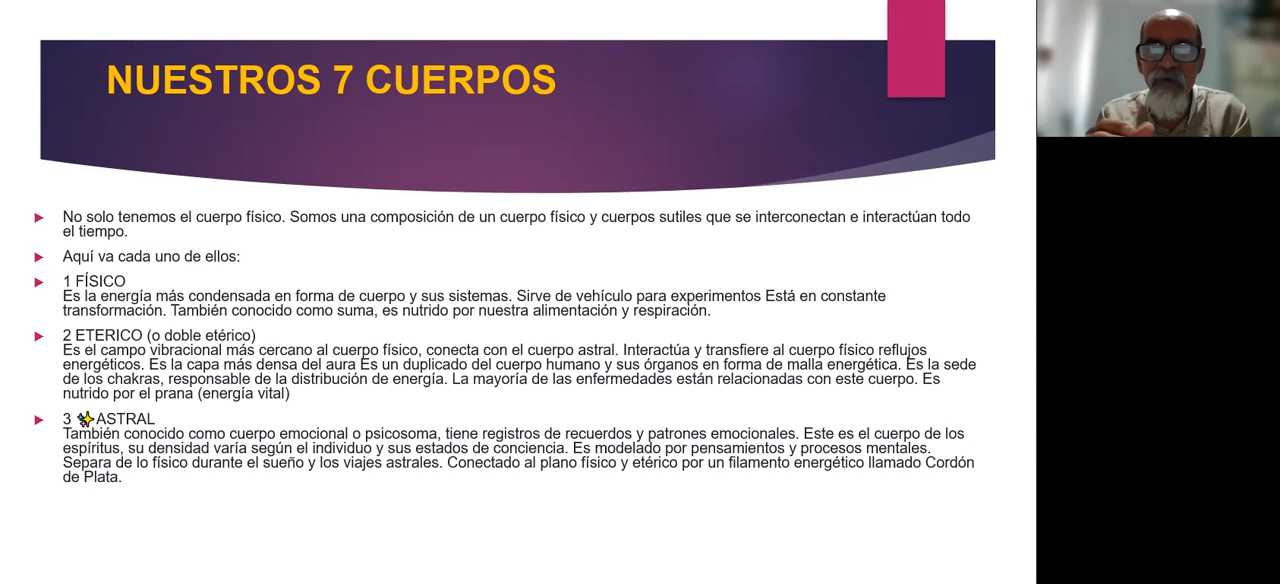 NUESTROS 7 CUERPOS
No solo tenemos el cuerpo físico. Somos una composición de un cuerpo físico y cuerpos sutiles que se interconectan e interactúan todo
el tiempo.
Aquí va cada uno de ellos:
1 FÍSICO
Es la energía más condensada en forma de cuerpo y sus sistemas. Sirve de vehículo para experimentos Está en constante
transformación. También conocido como suma, es nutrido por nuestra alimentación y respiración.
2 ETERICO (o doble etérico)
Es el campo vibracional más cercano al cuerpo físico, conecta con el cuerpo astral. Interactúa y transfiere al cuerpo físico reflujos
energéticos. Es la capa más densa del aura Es un duplicado del cuerpo humano y sus órganos en forma de malla energética. Es la sede
de los chakras, responsable de la distribución de energía. La mayoría de las enfermedades están relacionadas con este cuerpo. Es
nutrido por el prana (energía vital)
3 ✨ASTRAL
También conocido como cuerpo emocional o psicosoma, tiene registros de recuerdos y patrones emocionales. Este es el cuerpo de los
espíritus, su densidad varía según el individuo y sus estados de conciencia. Es modelado por pensamientos y procesos mentales.
Separa de lo físico durante el sueño y los viajes astrales. Conectado al plano físico y etérico por un filamento energético llamado Cordón
de Plata.